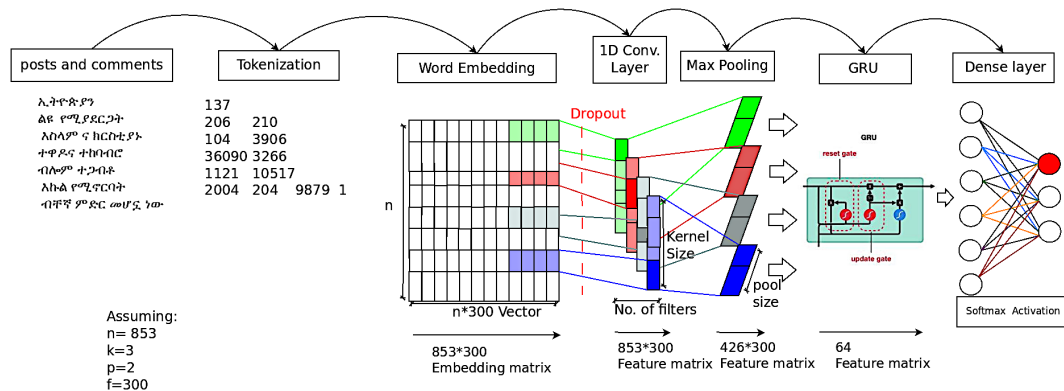 posts and comments
Tokenization
Word Embedding
1D Conv.
Layer
Max Pooling
GRU
Dense layer
ኢትዮጵያን
ልዩ የሚያደርጋት
እስላም ና ክርስቲያኑ
ተዋዶና ተከባብሮ
ብሎም ተጋብቶ
እኩል የሚኖርባት
ብቸኛ ምድር መሆኗ ነው
137
206 210
104 3906
36090 3266
1121 10517
2004 204 9879 1
Dropout
n
n*300 Vector
Kernel
Size
No. of filters
pool
size
GRU
reset gate
update gate
Softmax Activation
Assuming:
n= 853
k=3
p=2
f=300
853*300
Embedding matrix
853*300
Feature matrix
426*300
Feature matrix
64
Feature matrix